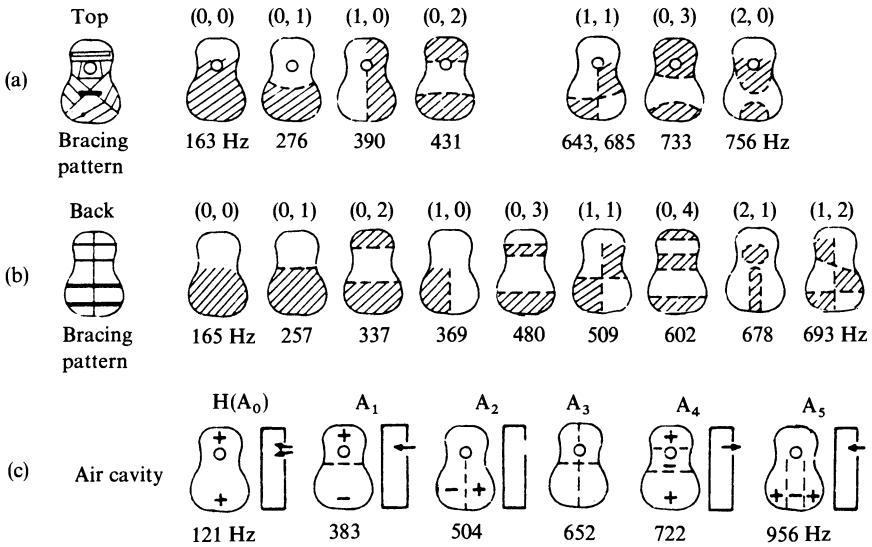 Top (0, 0) (0, 1) (1, 0) (0, 2) (1, 1) (0, 3) (2, 0)
(a)
Bracing pattern 163 Hz 276 390 431 643, 685 733 756 Hz
Back (0, 0) (0, 1) (0, 2) (1, 0) (0, 3) (1, 1) (0, 4) (2, 1) (1, 2)
(b)
Bracing pattern 165 Hz 257 337 369 480 509 602 678 693 Hz
H(A₀) A₁ A₂ A₃ A₄ A₅
+ + +
(c) Air cavity
− + − + − +
+ − +
121 Hz 383 504 652 722 956 Hz